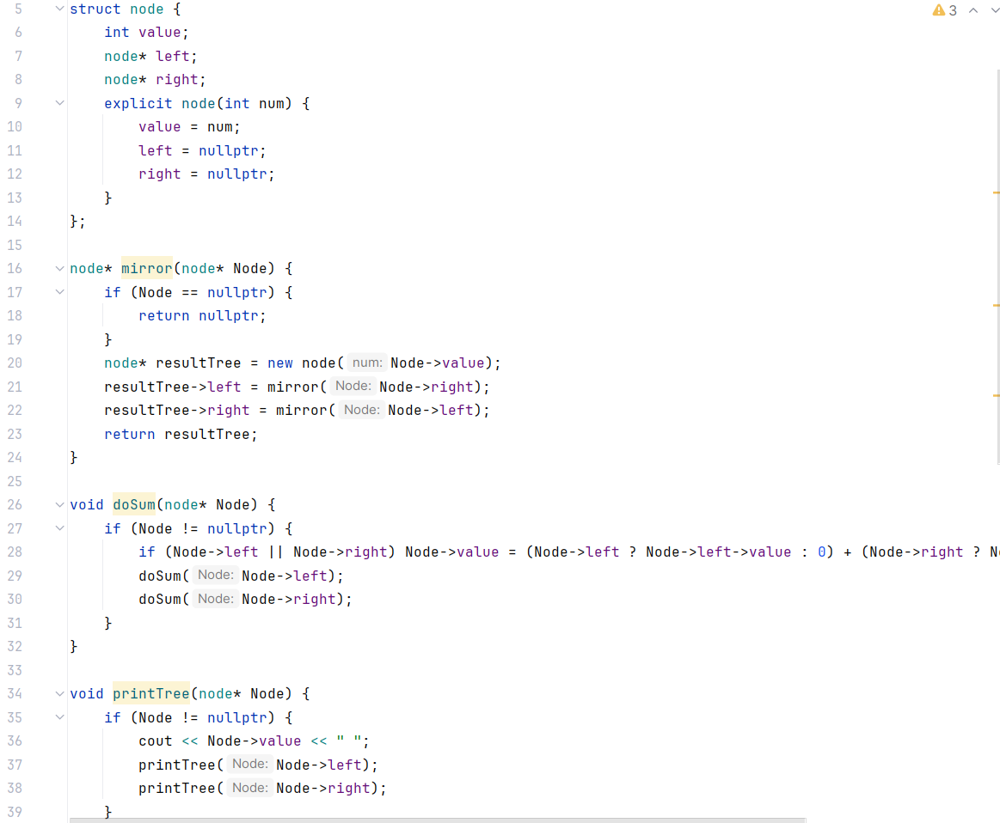 5 struct node { 3
6     int value;
7     node* left;
8     node* right;
9     explicit node(int num) {
10         value = num;
11         left = nullptr;
12         right = nullptr;
13     }
14 };
15
16 node* mirror(node* Node) {
17     if (Node == nullptr) {
18         return nullptr;
19     }
20     node* resultTree = new node( num: Node->value);
21     resultTree->left = mirror( Node: Node->right);
22     resultTree->right = mirror( Node: Node->left);
23     return resultTree;
24 }
25
26 void doSum(node* Node) {
27     if (Node != nullptr) {
28         if (Node->left || Node->right) Node->value = (Node->left ? Node->left->value : 0) + (Node->right ?
29         doSum( Node: Node->left);
30         doSum( Node: Node->right);
31     }
32 }
33
34 void printTree(node* Node) {
35     if (Node != nullptr) {
36         cout << Node->value << " ";
37         printTree( Node: Node->left);
38         printTree( Node: Node->right);
39     }